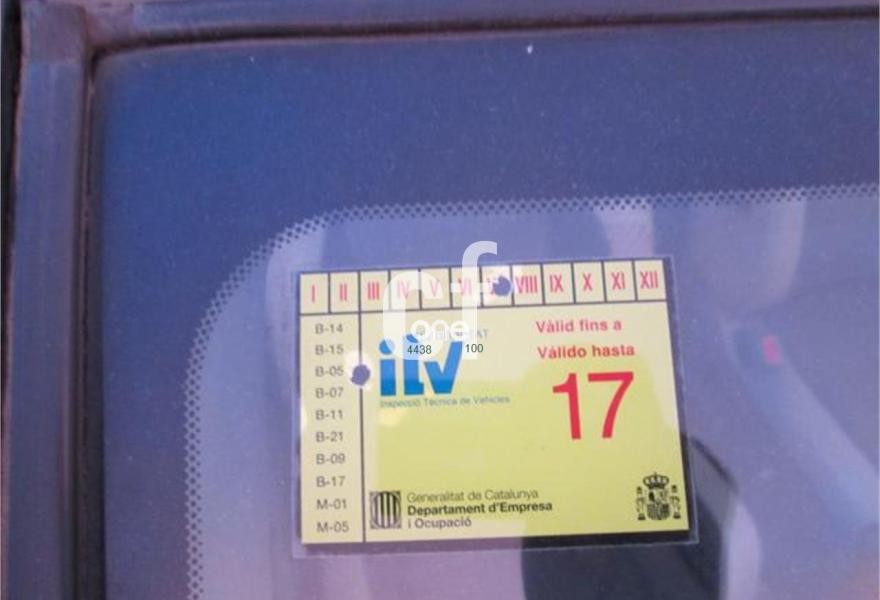 I II III IV V VI VIII IX X XI XII
B-14
B-15
B-05
B-07
B-11
B-21
B-09
B-17
M-01
M-05
4438 100
itv
Inspecció Tècnica de Vehicles
Vàlid fins a
Válido hasta
17
Generalitat de Catalunya
Departament d'Empresa
i Ocupació